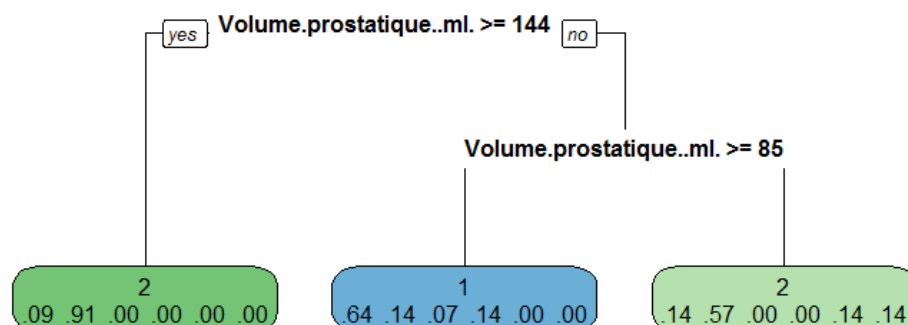 Volume.prostatique..ml. >= 144
yes
no
Volume.prostatique..ml. >= 85
2
.09 .91 .00 .00 .00 .00
1
.64 .14 .07 .14 .00 .00
2
.14 .57 .00 .00 .14 .14